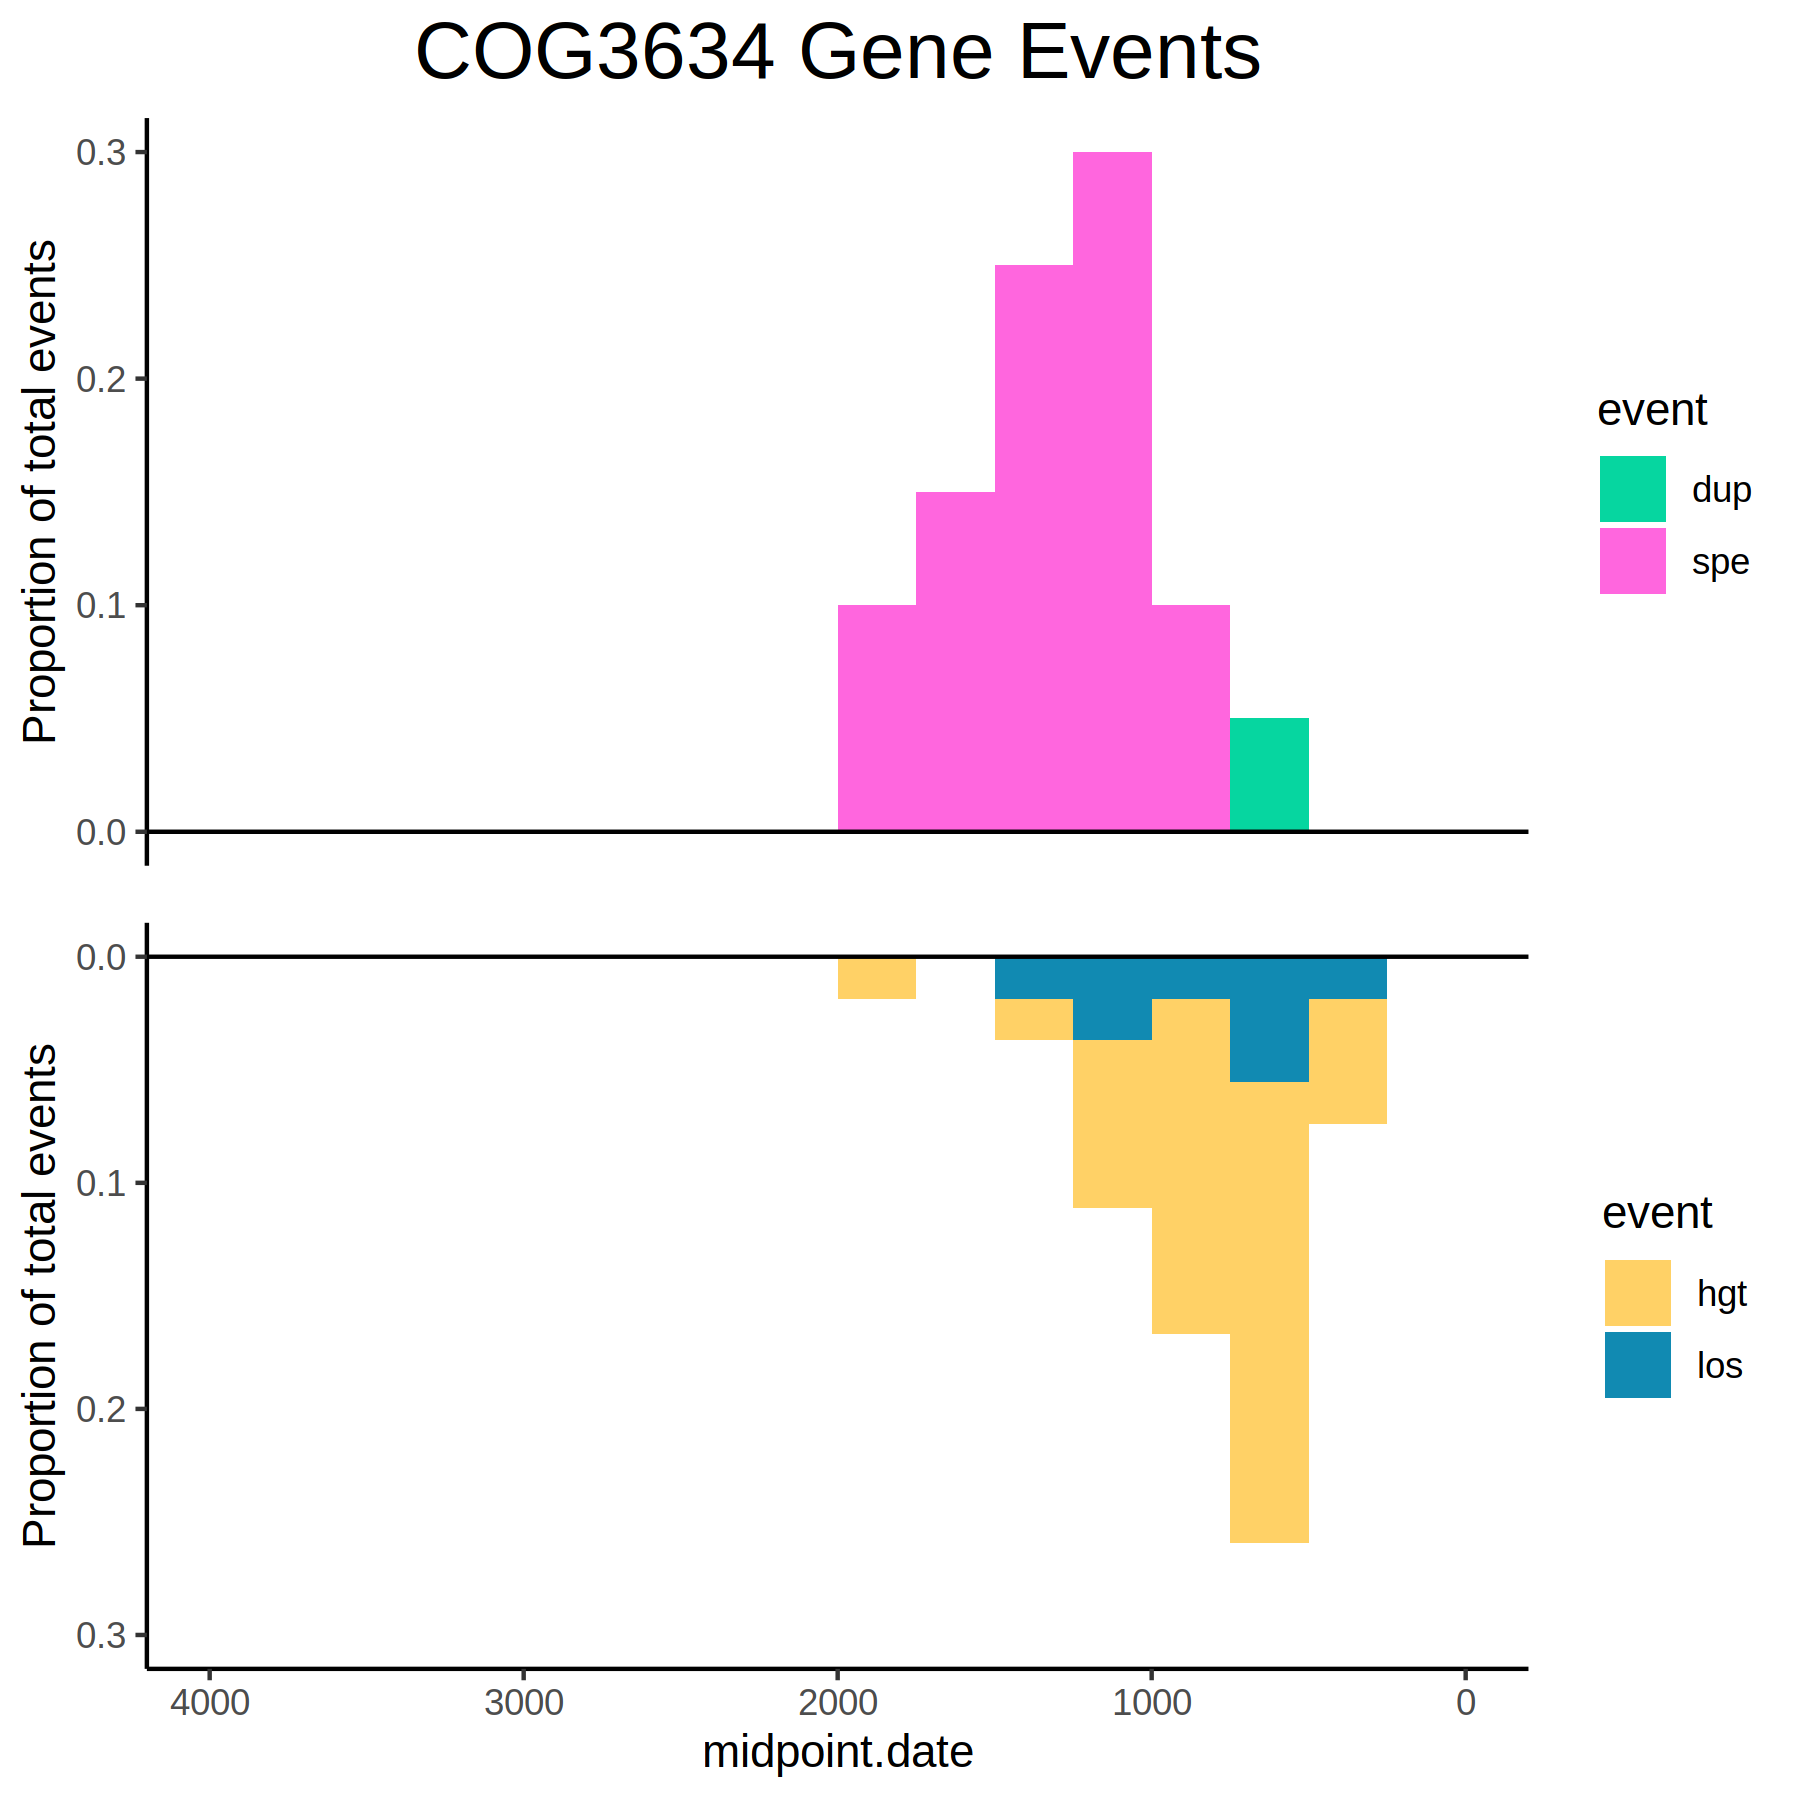 COG3634 Gene Events
Proportion of total events
0.3
0.2
0.1
0.0
event
dup
spe
Proportion of total events
0.0
0.1
0.2
0.3
event
hgt
los
4000 3000 2000 1000 0
midpoint.date